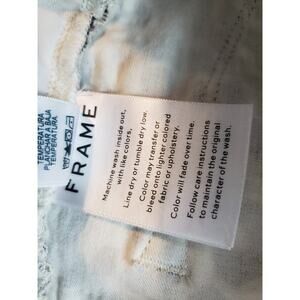 TEMPERATURA
PLANCHAR A BAJA
TEMPERATURA
FRAME
Machine wash inside out,
with like colors,
Line dry or tumble dry low.
Color may transfer or
bleed onto lighter colored
fabric or upholstery.
Color will fade over time.
Follow care instructions
to maintain the original
character of the wash.